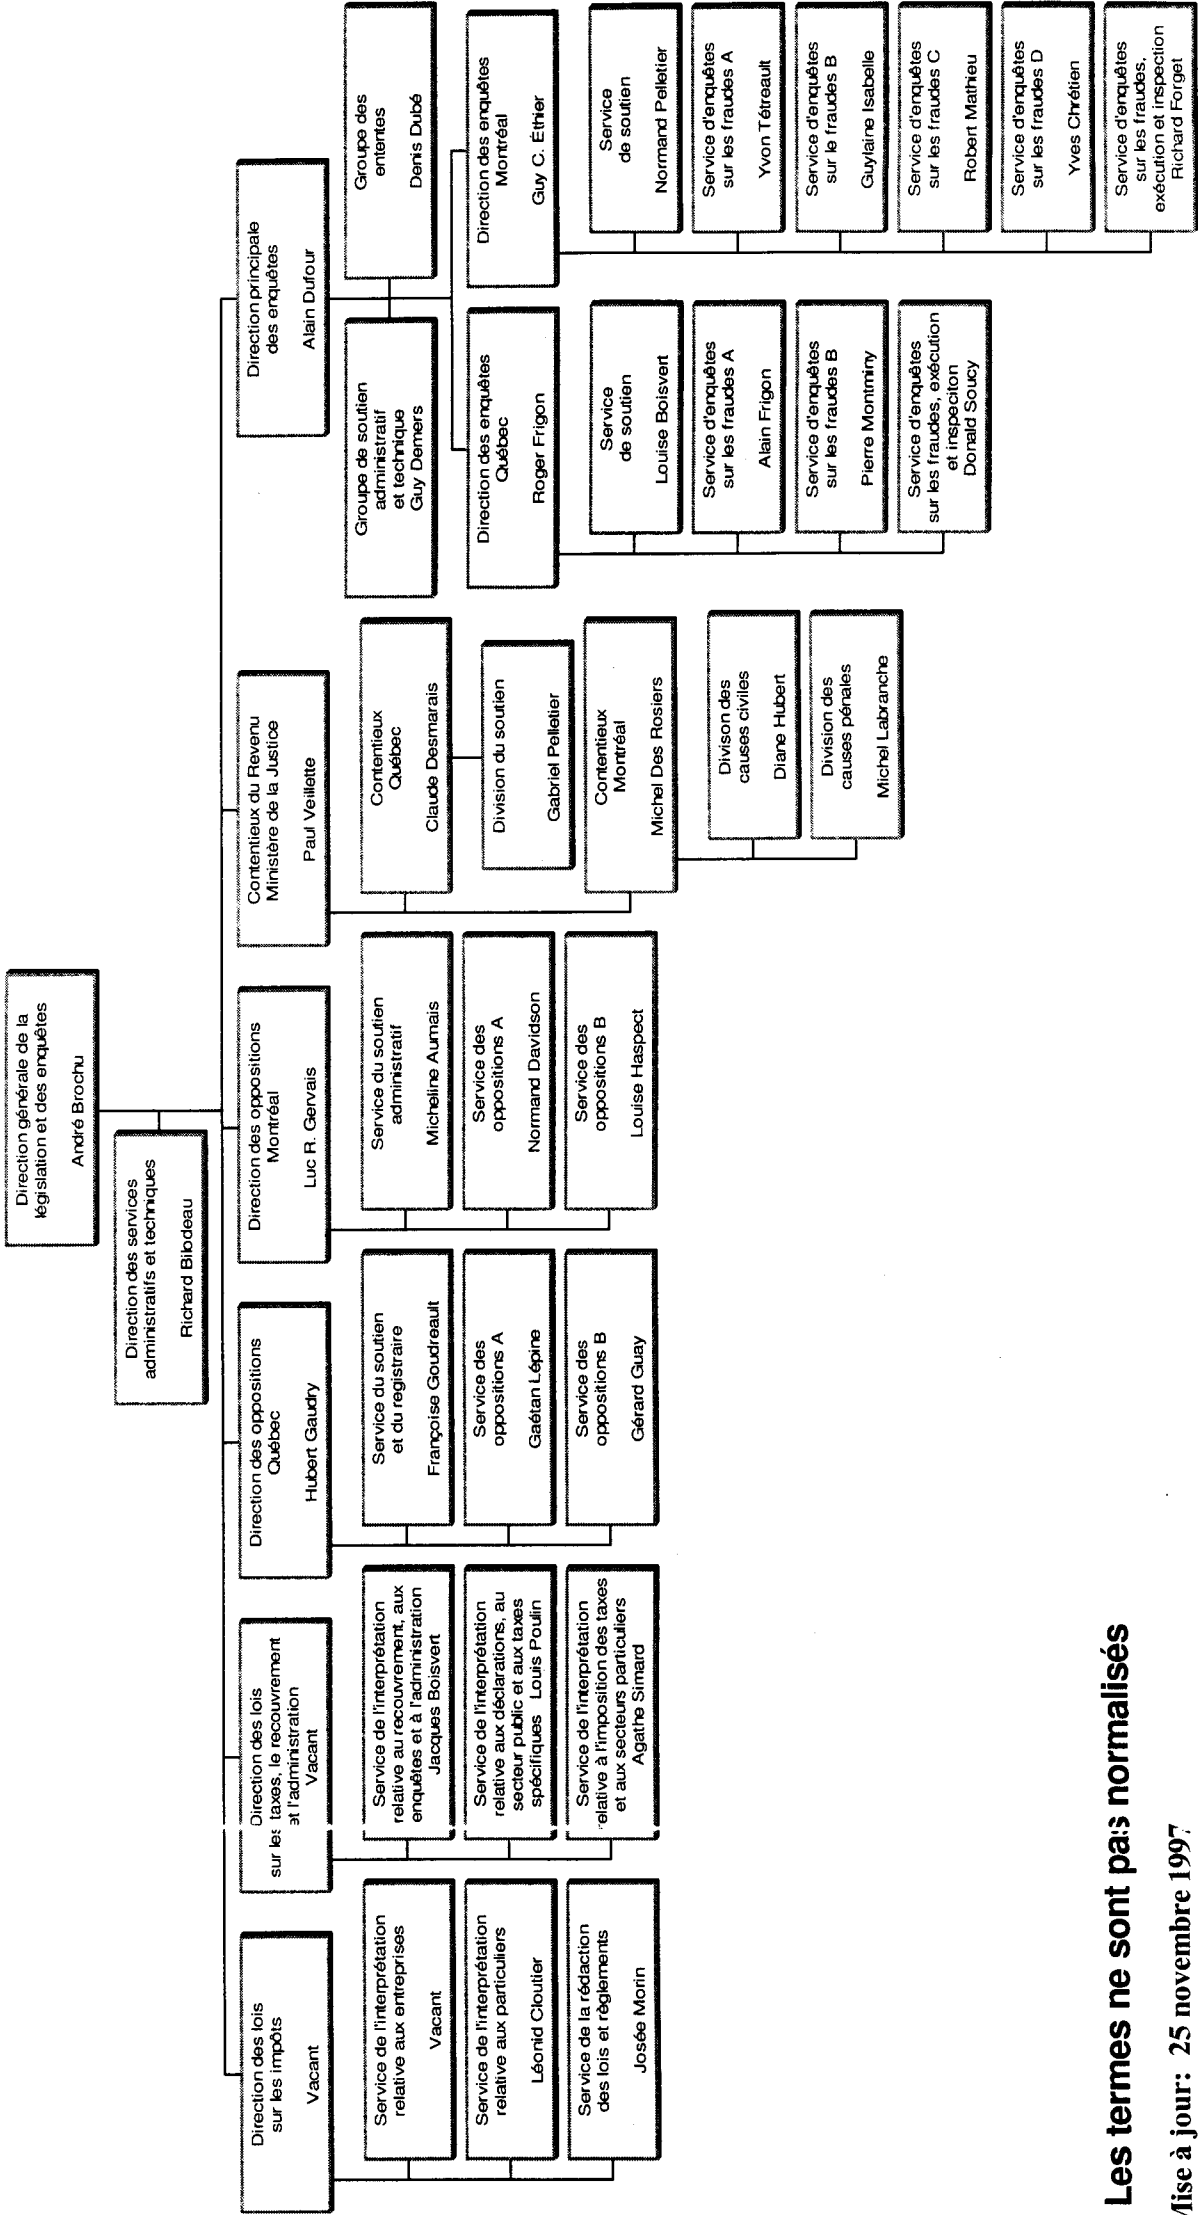 Direction générale de la
législation et des enquêtes
André Brochu
Direction des services
administratifs et techniques
Richard Bilodeau
Direction des lois
sur les impôts
Vacant
Service de l'interprétation
relative aux entreprises
Vacant
Service de l'interprétation
relative aux particuliers
Léonid Cloutier
Service de la rédaction
des lois et règlements
Josée Morin
Direction des lois
sur les taxes, le recouvrement
et l'administration
Vacant
Service de l'interprétation
relative au recouvrement, aux
enquêtes et à l'administration
Jacques Boisvert
Service de l'interprétation
relative aux déclarations, au
secteur public et aux taxes
spécifiques Louis Poulin
Service de l'interprétation
relative à l'imposition des taxes
et aux secteurs particuliers
Agathe Simard
Direction des oppositions
Québec
Hubert Gaudry
Service du soutien
et du registraire
Françoise Goudreault
Service des
oppositions A
Gaétan Lépine
Service des
oppositions B
Gérard Guay
Direction des oppositions
Montréal
Luc R. Gervais
Service du soutien
administratif
Micheline Aumais
Service des
oppositions A
Normand Davidson
Service des
oppositions B
Louise Haspect
Contentieux du Revenu
Ministère de la Justice
Paul Veillette
Contentieux
Québec
Claude Desmarais
Division du soutien
Gabriel Pelletier
Contentieux
Montréal
Michel Des Rosiers
Divison des
causes civiles
Diane Hubert
Division des
causes pénales
Michel Labranche
Direction principale
des enquêtes
Alain Dufour
Groupe de soutien
administratif
et technique
Guy Demers
Groupe des
ententes
Denis Dubé
Direction des enquêtes
Québec
Roger Frigon
Service
de soutien
Louise Boisvert
Service d'enquêtes
sur les fraudes A
Alain Frigon
Service d'enquêtes
sur les fraudes B
Pierre Montminy
Service d'enquêtes
sur les fraudes, exécution
et inspeciton
Donald Soucy
Direction des enquêtes
Montréal
Guy C. Éthier
Service
de soutien
Normand Pelletier
Service d'enquêtes
sur les fraudes A
Yvon Tétreault
Service d'enquêtes
sur le fraudes B
Guylaine Isabelle
Service d'enquêtes
sur les fraudes C
Robert Mathieu
Service d'enquêtes
sur les fraudes D
Yves Chrétien
Service d'enquêtes
sur les fraudes,
exécution et inspection
Richard Forget
Les termes ne sont pas normalisés
Mise à jour: 25 novembre 1997